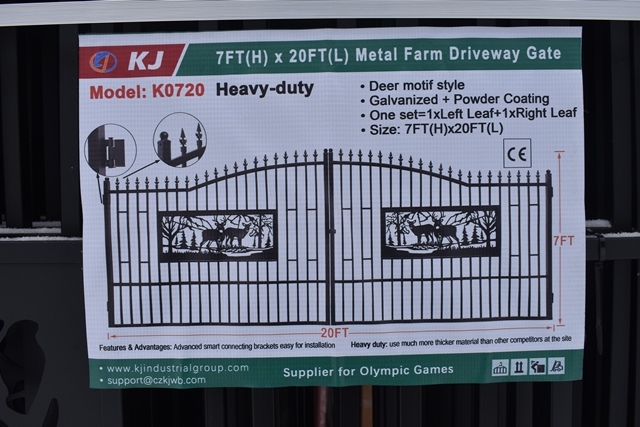 KJ
7FT(H) x 20FT(L) Metal Farm Driveway Gate
Model: K0720 Heavy-duty
• Deer motif style
• Galvanized + Powder Coating
• One set=1xLeft Leaf+1xRight Leaf
• Size: 7FT(H)x20FT(L)
CE
7FT
20FT
Features & Advantages: Advanced smart connecting brackets easy for installation
Heavy duty: use much more thicker material than other competitors at the site
• www.kjindustrialgroup.com
• support@czkjwb.com
Supplier for Olympic Games